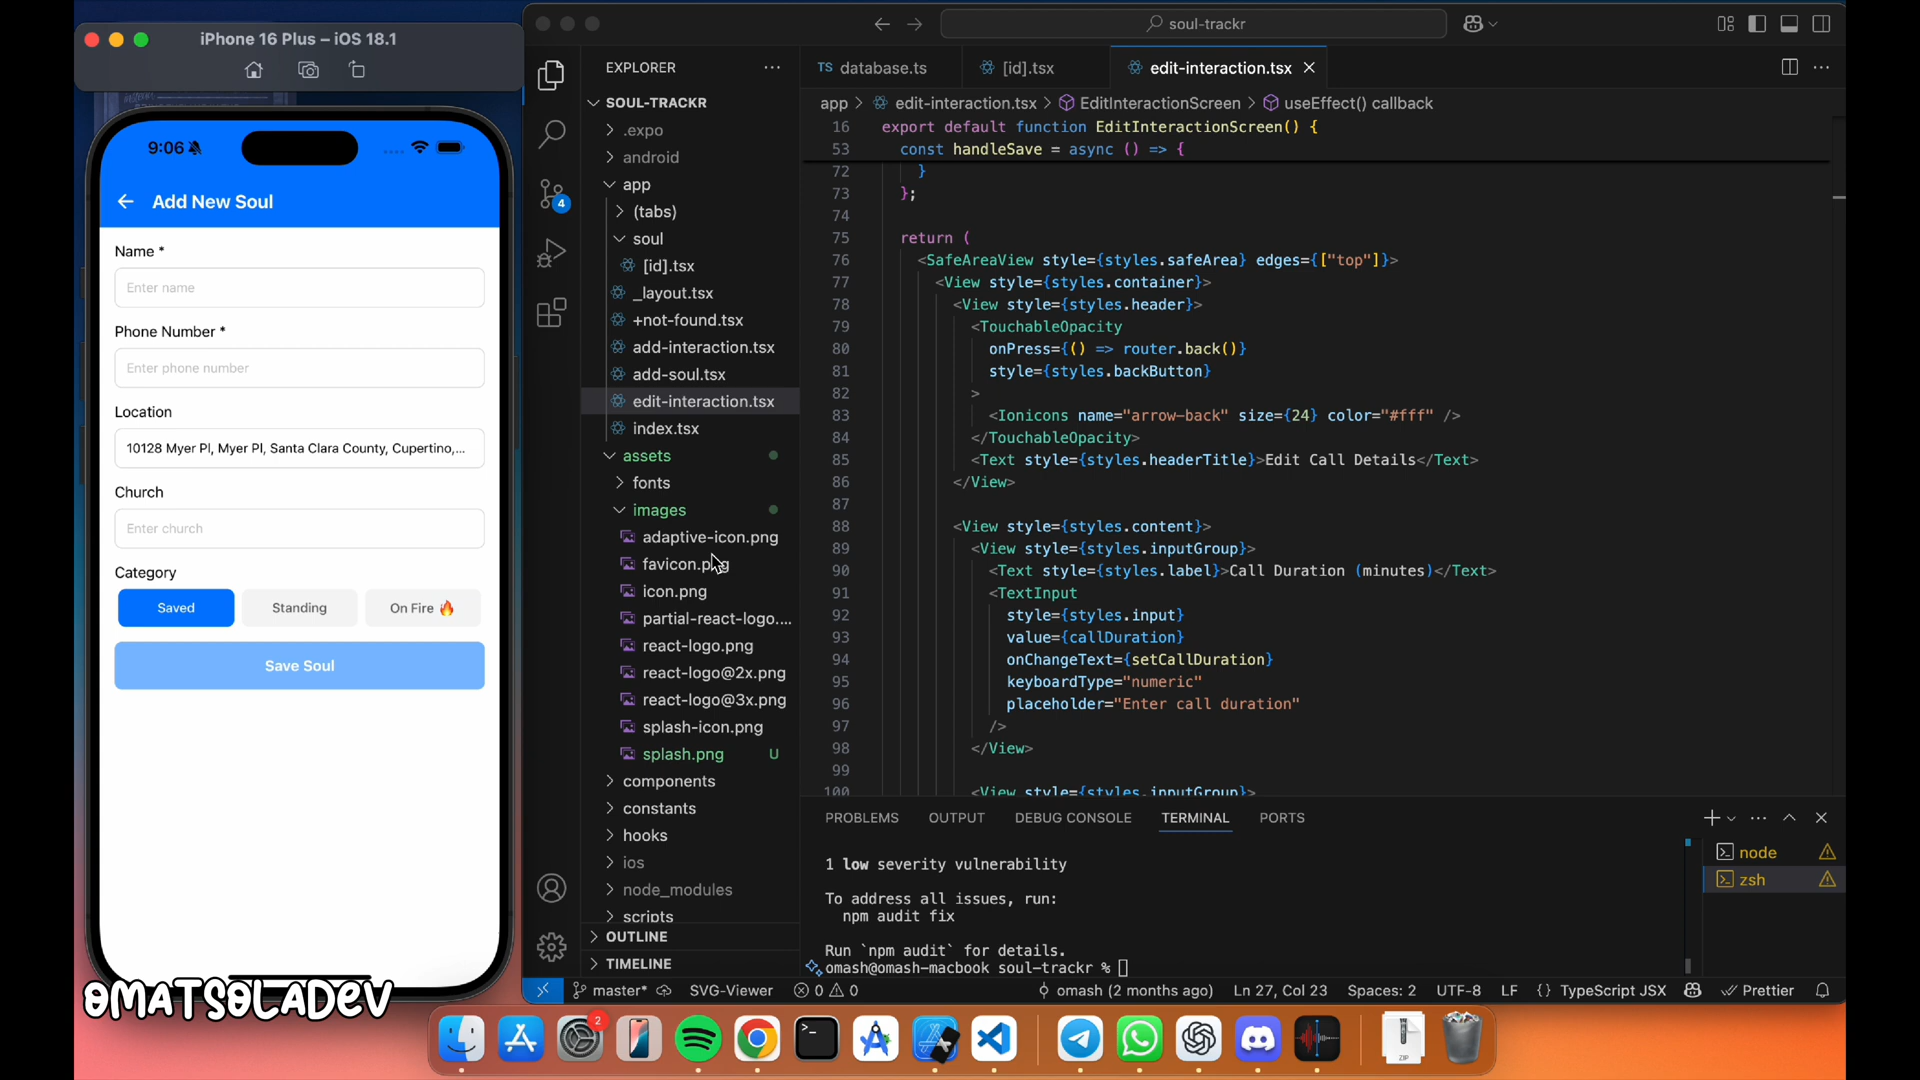 iPhone 16 Plus – iOS 18.1
9:06
Add New Soul
Name *
Enter name
Phone Number *
Enter phone number
Location
10128 Myer Pl, Myer Pl, Santa Clara County, Cupertino,...
Church
Enter church
Category
Saved
Standing
On Fire 🔥
Save Soul
OMATSOLADEV
soul-trackr
EXPLORER
SOUL-TRACKR
.expo
android
app
(tabs)
soul
[id].tsx
_layout.tsx
+not-found.tsx
add-interaction.tsx
add-soul.tsx
edit-interaction.tsx
index.tsx
assets
fonts
images
adaptive-icon.png
favicon.png
icon.png
partial-react-logo....
react-logo.png
react-logo@2x.png
react-logo@3x.png
splash-icon.png
splash.png U
components
constants
hooks
ios
node_modules
scripts
OUTLINE
TIMELINE
4
TS database.ts
[id].tsx
edit-interaction.tsx
app > edit-interaction.tsx > EditInteractionScreen > useEffect() callback
16 export default function EditInteractionScreen() {
53 const handleSave = async () => {
72 }
73 };
74
75 return (
76 <SafeAreaView style={styles.safeArea} edges={["top"]}>
77 <View style={styles.container}>
78 <View style={styles.header}>
79 <TouchableOpacity
80 onPress={() => router.back()}
81 style={styles.backButton}
82 >
83 <Ionicons name="arrow-back" size={24} color="#fff" />
84 </TouchableOpacity>
85 <Text style={styles.headerTitle}>Edit Call Details</Text>
86 </View>
87
88 <View style={styles.content}>
89 <View style={styles.inputGroup}>
90 <Text style={styles.label}>Call Duration (minutes)</Text>
91 <TextInput
92 style={styles.input}
93 value={callDuration}
94 onChangeText={setCallDuration}
95 keyboardType="numeric"
96 placeholder="Enter call duration"
97 />
98 </View>
99
100 <View style={styles.inputGroup}>
PROBLEMS OUTPUT DEBUG CONSOLE TERMINAL PORTS
1 low severity vulnerability
To address all issues, run:
npm audit fix
Run `npm audit` for details.
omash@omash-macbook soul-trackr %
node
zsh
master* SVG-Viewer 0 0 omash (2 months ago) Ln 27, Col 23 Spaces: 2 UTF-8 LF {} TypeScript JSX Prettier
2
ZIP